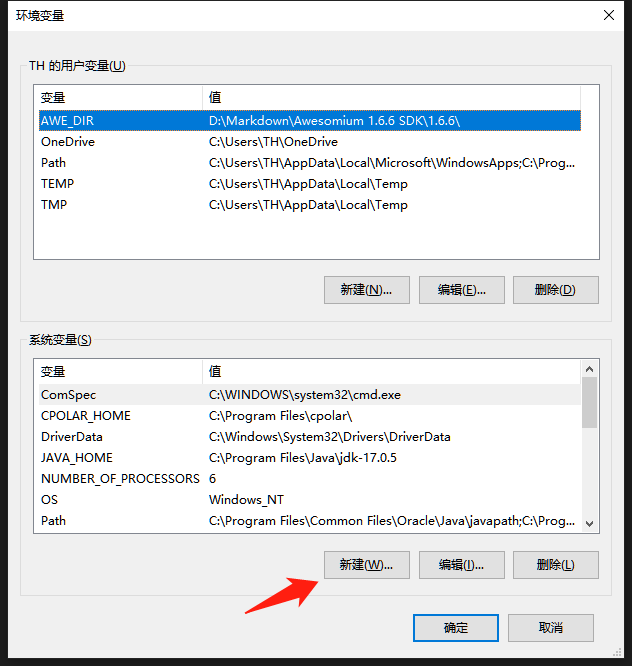 环境变量
TH 的用户变量(U)
变量 值
AWE_DIR D:\Markdown\Awesomium 1.6.6 SDK\1.6.6\
OneDrive C:\Users\TH\OneDrive
Path C:\Users\TH\AppData\Local\Microsoft\WindowsApps;C:\Prog...
TEMP C:\Users\TH\AppData\Local\Temp
TMP C:\Users\TH\AppData\Local\Temp
新建(N)... 编辑(E)... 删除(D)
系统变量(S)
变量 值
ComSpec C:\WINDOWS\system32\cmd.exe
CPOLAR_HOME C:\Program Files\cpolar\
DriverData C:\Windows\System32\Drivers\DriverData
JAVA_HOME C:\Program Files\Java\jdk-17.0.5
NUMBER_OF_PROCESSORS 6
OS Windows_NT
Path C:\Program Files\Common Files\Oracle\Java\javapath;C:\Prog...
新建(W)... 编辑(I)... 删除(L)
确定 取消